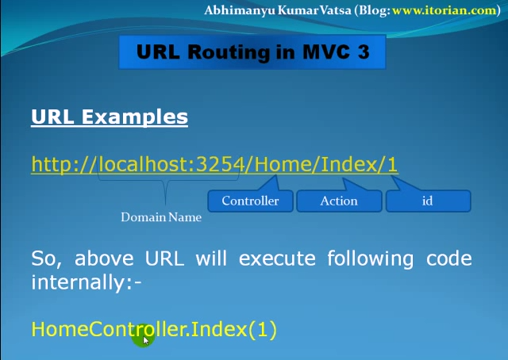 Abhimanyu Kumar Vatsa (Blog: www.itorian.com)
URL Routing in MVC 3
URL Examples
http://localhost:3254/Home/Index/1
Controller Action id
Domain Name
So, above URL will execute following code
internally:-
HomeController.Index(1)